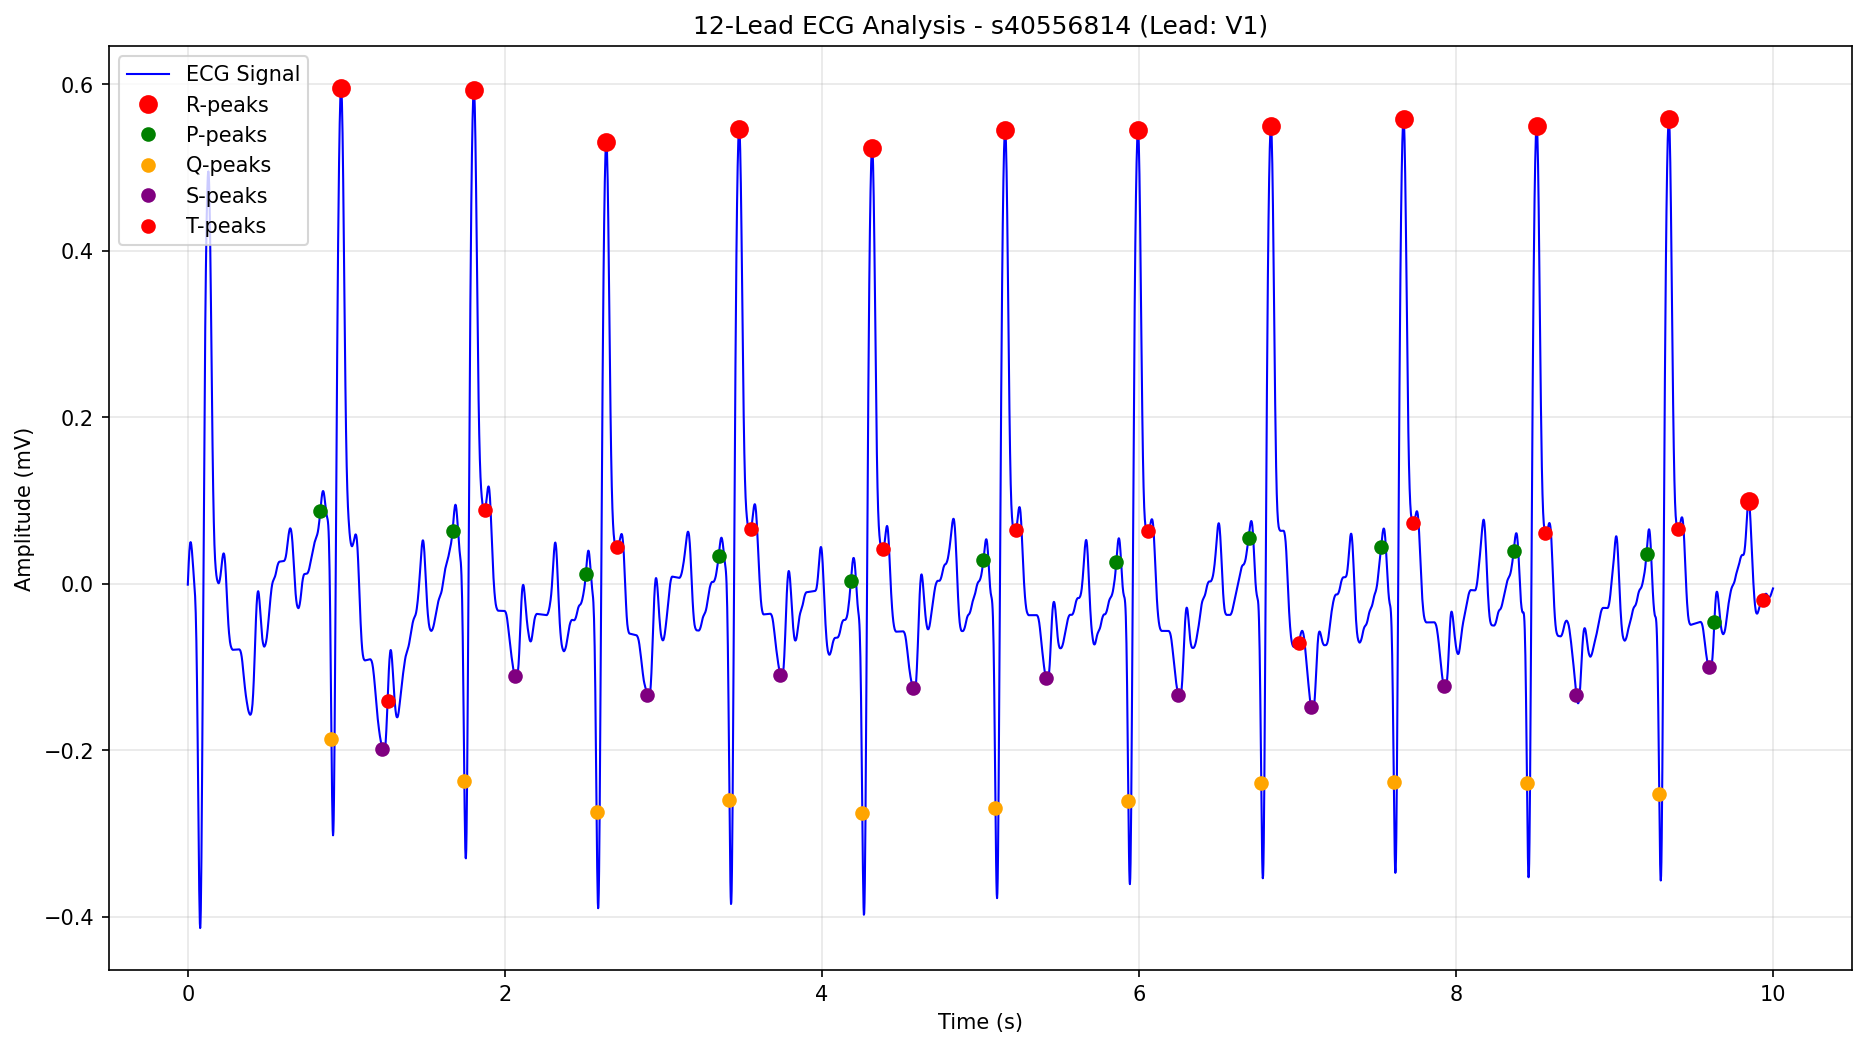 12-Lead ECG Analysis - s40556814 (Lead: V1)
ECG Signal
R-peaks
P-peaks
Q-peaks
S-peaks
T-peaks
Amplitude (mV)
0.6
0.4
0.2
0.0
−0.2
−0.4
0 2 4 6 8 10
Time (s)